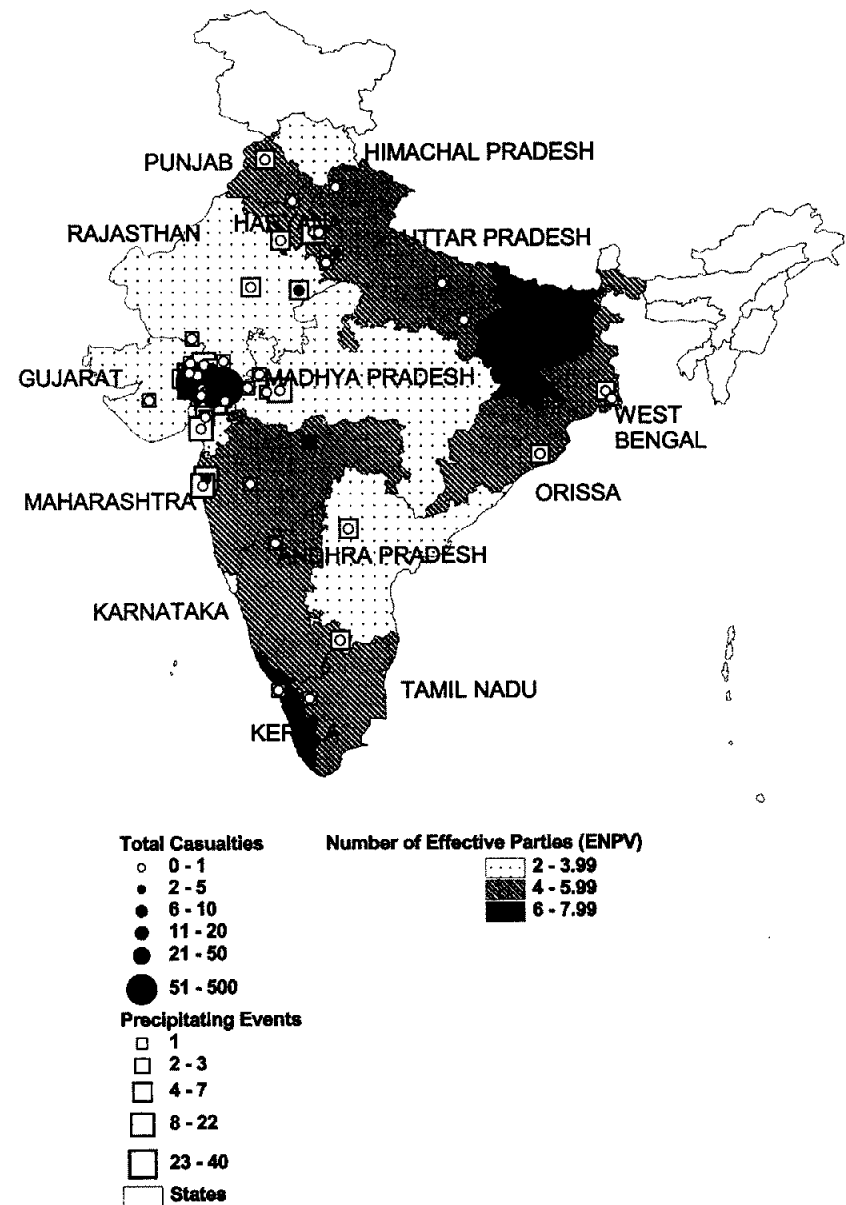 HIMACHAL PRADESH
PUNJAB
HARYANA
RAJASTHAN
UTTAR PRADESH
GUJARAT
MADHYA PRADESH
WEST
BENGAL
ORISSA
MAHARASHTRA
ANDHRA PRADESH
KARNATAKA
TAMIL NADU
KERALA
Total Casualties
0 - 1
2 - 5
6 - 10
11 - 20
21 - 50
51 - 500
Number of Effective Parties (ENPV)
2 - 3.99
4 - 5.99
6 - 7.99
Precipitating Events
1
2 - 3
4 - 7
8 - 22
23 - 40
States